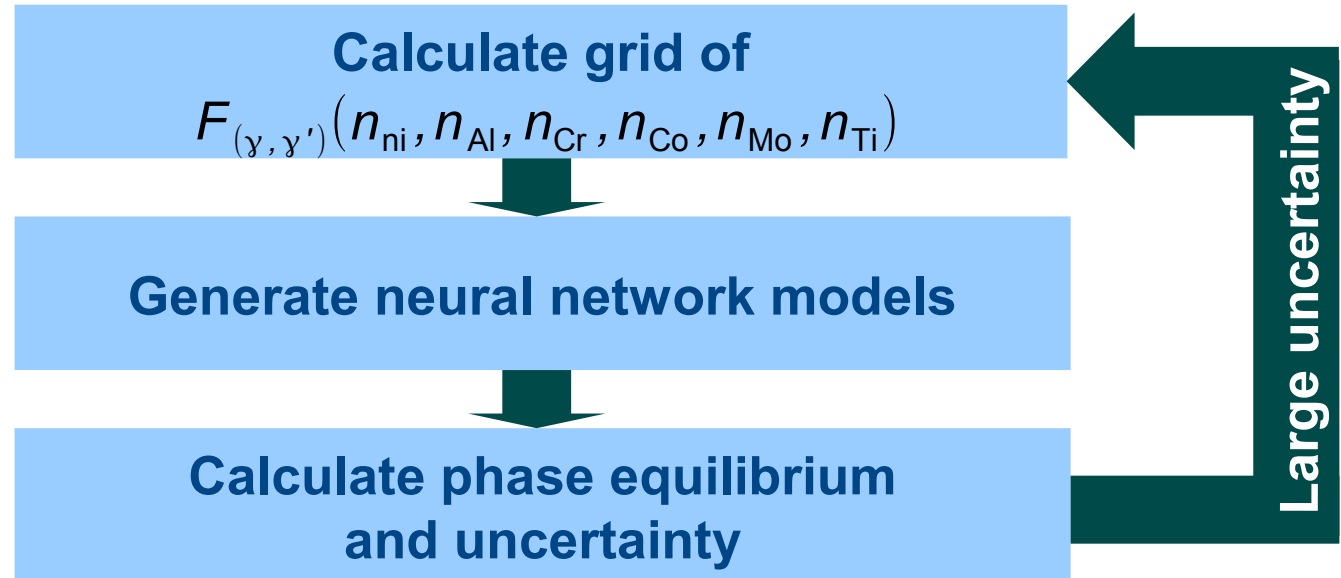 Calculate grid of
F(γ,γ')(nni,nAl,nCr,nCo,nMo,nTi)
Generate neural network models
Calculate phase equilibrium
and uncertainty
Large uncertainty